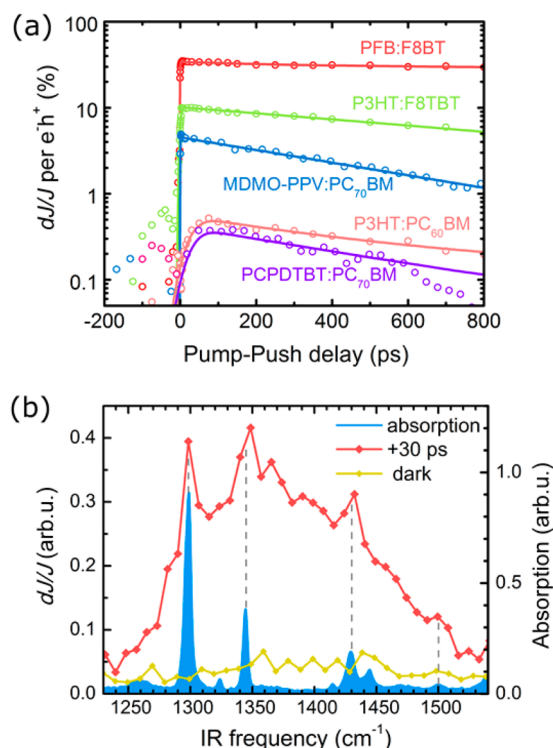 (a)
dJ/J per e⁻h⁺ (%)
100
10
1
0.1
PFB:F8BT
P3HT:F8TBT
MDMO-PPV:PC₇₀BM
P3HT:PC₆₀BM
PCPDTBT:PC₇₀BM
-200 0 200 400 600 800
Pump-Push delay (ps)
(b)
dJ/J (arb.u.)
0.4
0.3
0.2
0.1
0.0
absorption
+30 ps
dark
1.0
0.5
0.0
Absorption (arb.u.)
1250 1300 1350 1400 1450 1500
IR frequency (cm⁻¹)